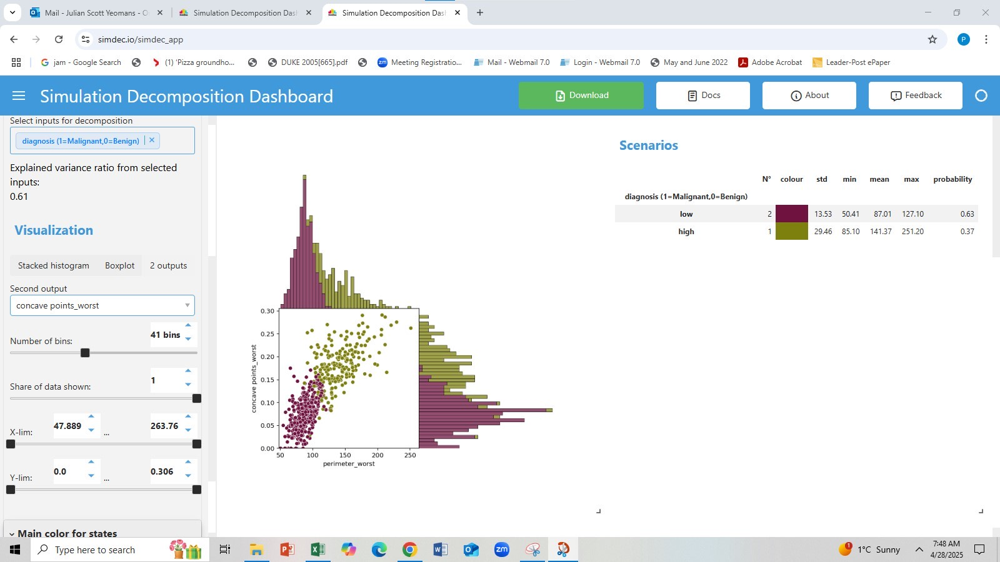 Mail - Julian Scott Yeomans - O
Simulation Decomposition Das
Simulation Decomposition Das
simdec.io/simdec_app
jam - Google Search
(1) 'Pizza groundho...
DUKE 2005[665].pdf
Meeting Registratio...
Mail - Webmail 7.0
Login - Webmail 7.0
May and June 2022
Adobe Acrobat
Leader-Post ePaper
P
zm
Simulation Decomposition Dashboard
Download
Docs
About
Feedback
Select inputs for decomposition
diagnosis (1=Malignant,0=Benign)
Explained variance ratio from selected
inputs:
0.61
Visualization
Stacked histogram Boxplot 2 outputs
Second output
concave points_worst
Number of bins: 41 bins
Share of data shown: 1
X-lim: 47.889 ... 263.76
Y-lim: 0.0 ... 0.306
Main color for states
0.30
0.25
0.20
0.15
0.10
0.05
0.00
concave points_worst
50 100 150 200 250
perimeter_worst
Scenarios
N° colour std min mean max probability
diagnosis (1=Malignant,0=Benign)
low 2 13.53 50.41 87.01 127.10 0.63
high 1 29.46 85.10 141.37 251.20 0.37
Type here to search
zm
1
1°C Sunny
7:48 AM
4/28/2025